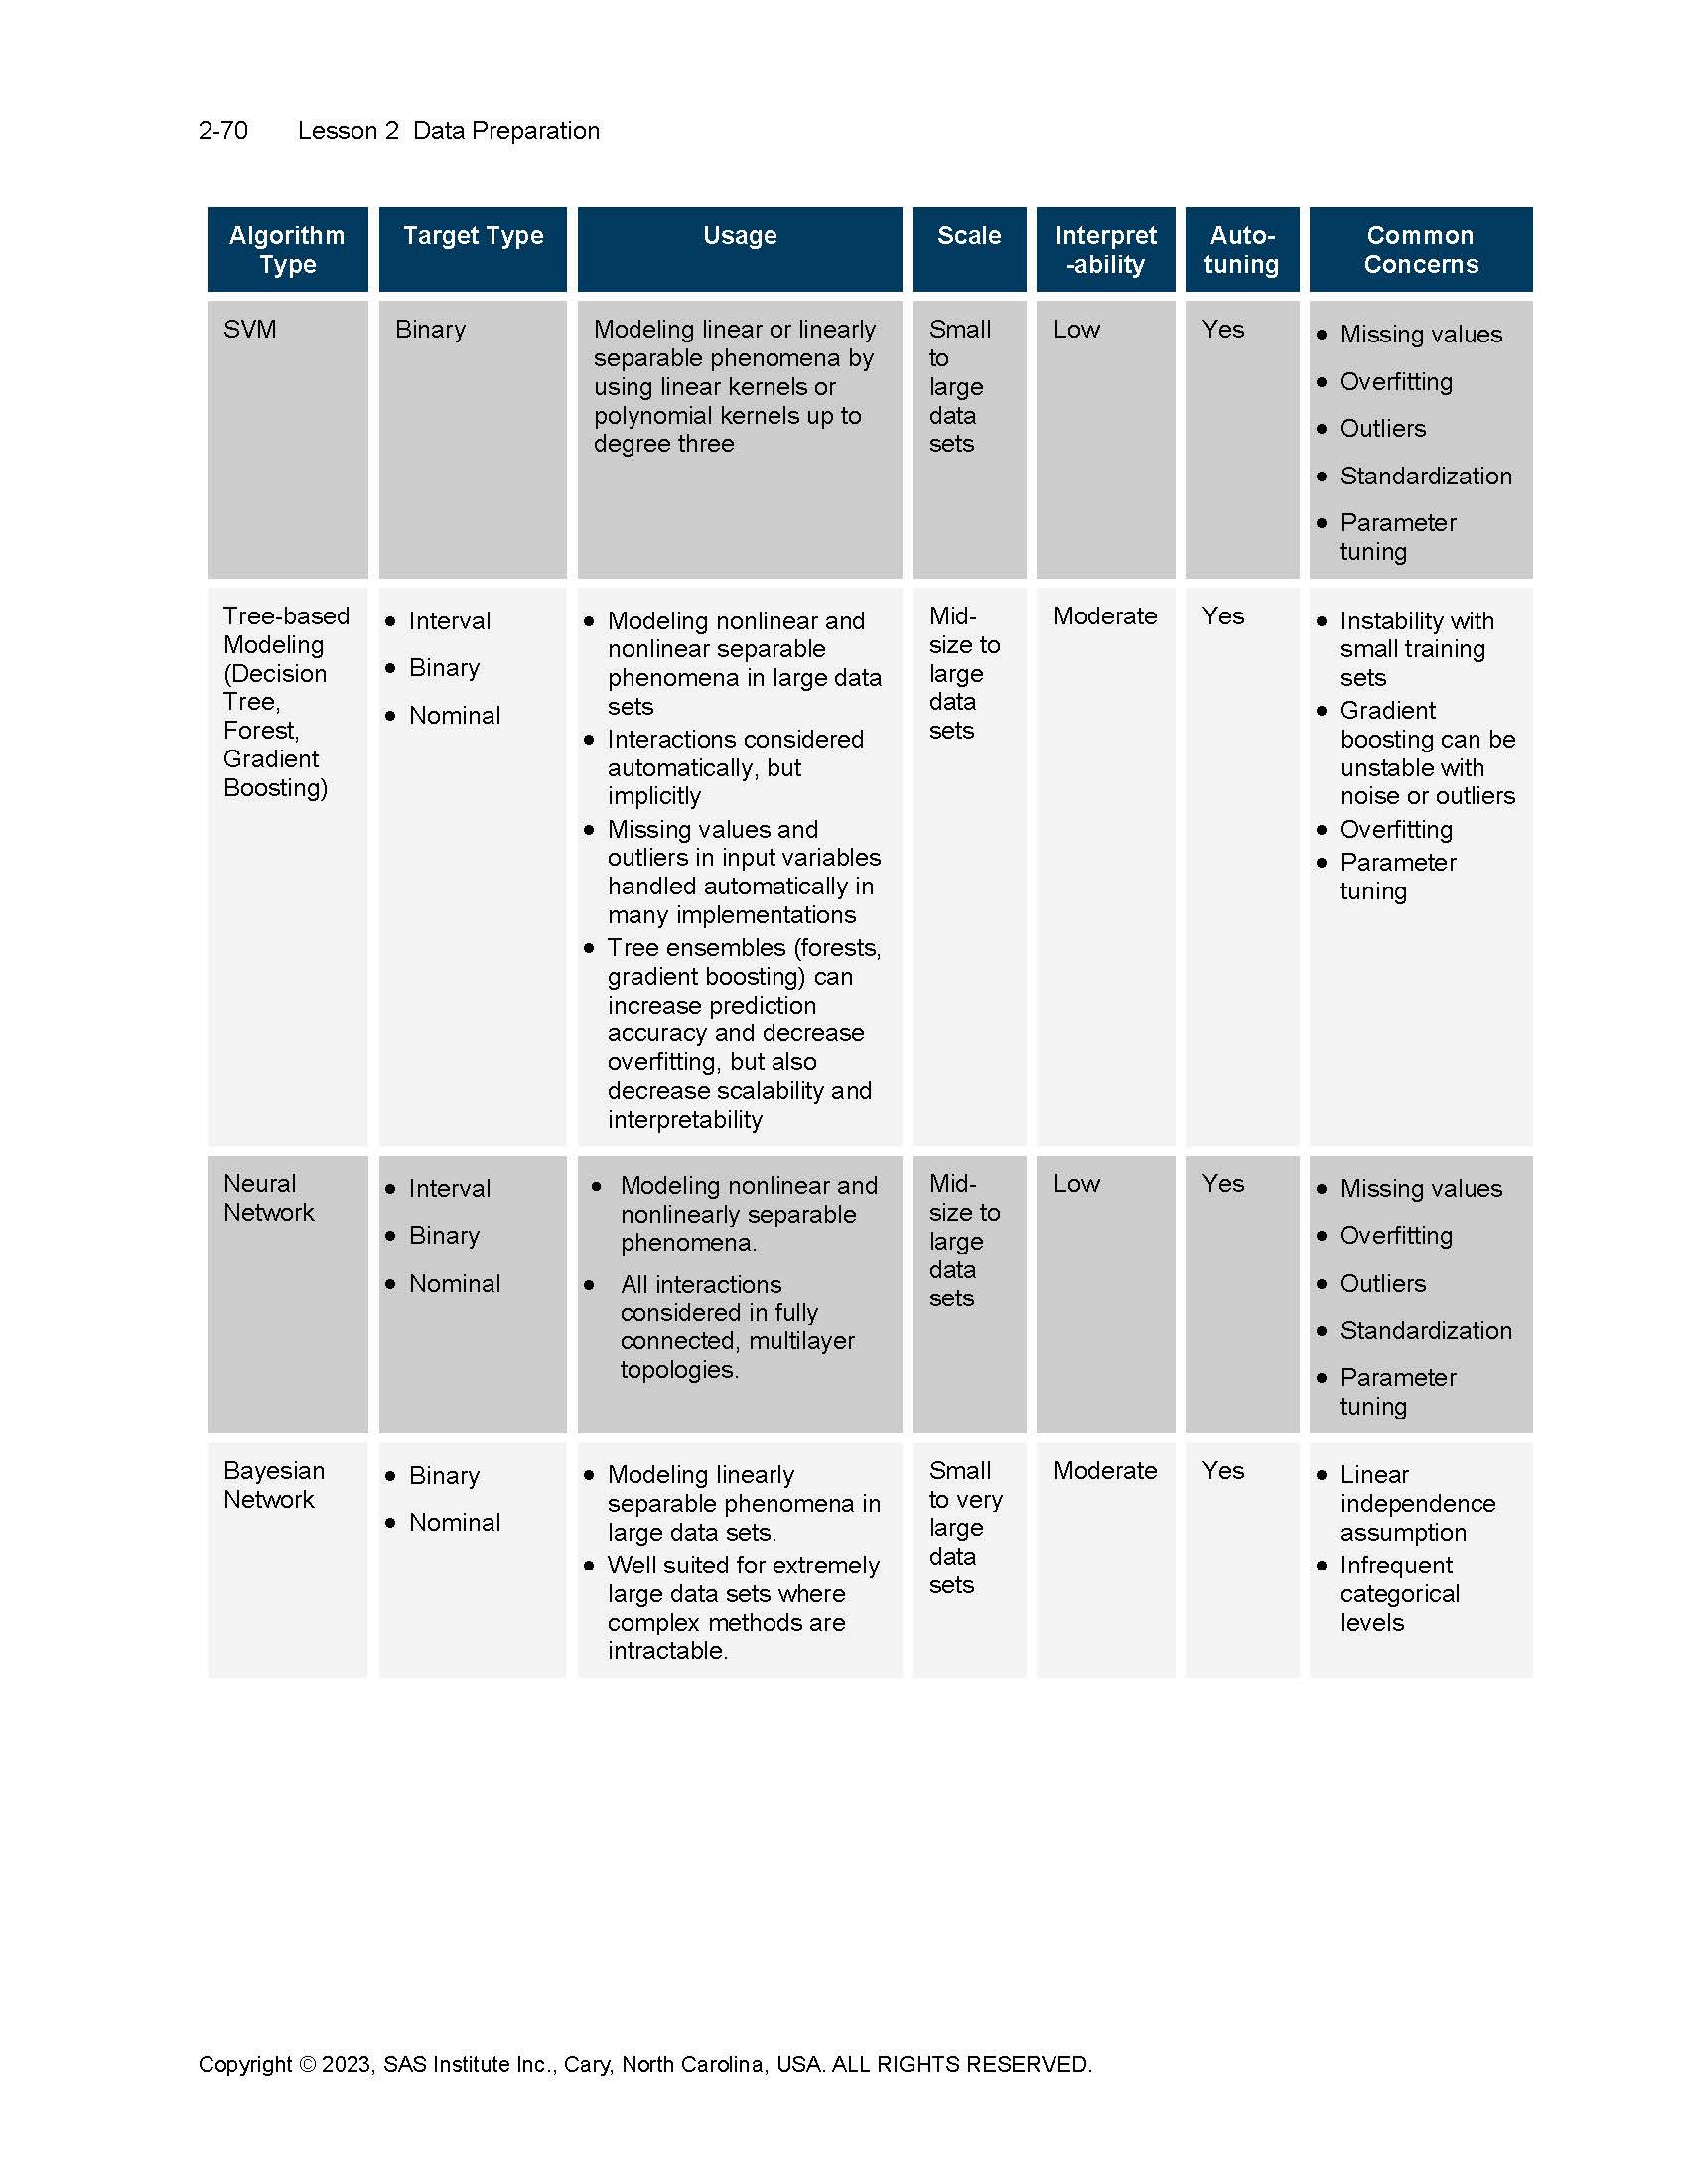 2-70 Lesson 2 Data Preparation
Algorithm
Type
Target Type
Usage
Scale
Interpret
-ability
Auto-
tuning
Common
Concerns
SVM
Binary
Modeling linear or linearly
separable phenomena by
using linear kernels or
polynomial kernels up to
degree three
Small
to
large
data
sets
Low
Yes
• Missing values
• Overfitting
• Outliers
• Standardization
• Parameter
tuning
Tree-based
Modeling
(Decision
Tree,
Forest,
Gradient
Boosting)
• Interval
• Binary
• Nominal
• Modeling nonlinear and
nonlinear separable
phenomena in large data
sets
• Interactions considered
automatically, but
implicitly
• Missing values and
outliers in input variables
handled automatically in
many implementations
• Tree ensembles (forests,
gradient boosting) can
increase prediction
accuracy and decrease
overfitting, but also
decrease scalability and
interpretability
Mid-
size to
large
data
sets
Moderate
Yes
• Instability with
small training
sets
• Gradient
boosting can be
unstable with
noise or outliers
• Overfitting
• Parameter
tuning
Neural
Network
• Interval
• Binary
• Nominal
• Modeling nonlinear and
nonlinearly separable
phenomena.
• All interactions
considered in fully
connected, multilayer
topologies.
Mid-
size to
large
data
sets
Low
Yes
• Missing values
• Overfitting
• Outliers
• Standardization
• Parameter
tuning
Bayesian
Network
• Binary
• Nominal
• Modeling linearly
separable phenomena in
large data sets.
• Well suited for extremely
large data sets where
complex methods are
intractable.
Small
to very
large
data
sets
Moderate
Yes
• Linear
independence
assumption
• Infrequent
categorical
levels
Copyright © 2023, SAS Institute Inc., Cary, North Carolina, USA. ALL RIGHTS RESERVED.